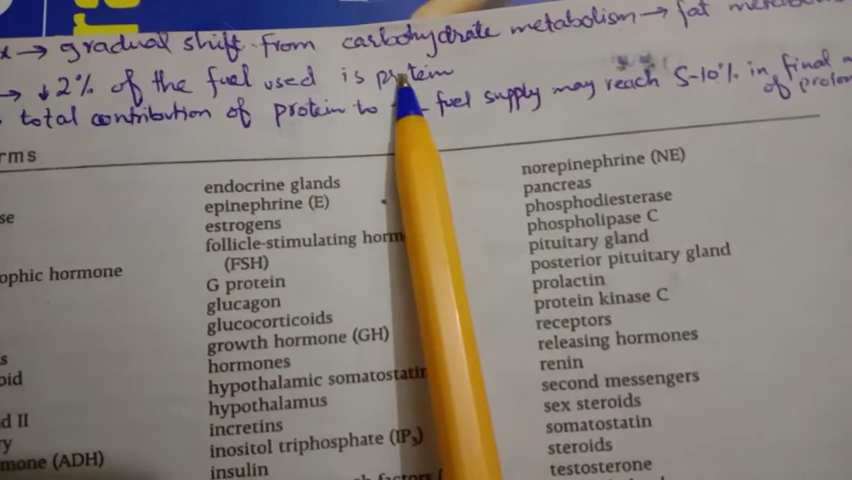 x → gradual shift from carbohydrate metabolism → fat
→ ↓2% of the fuel used is protein
total contribution of protein to fuel supply may reach 5-10% in final
of prolon
rms
endocrine glands
epinephrine (E)
estrogens
follicle-stimulating horm
(FSH)
G protein
glucagon
glucocorticoids
growth hormone (GH)
hormones
hypothalamic somatostatin
hypothalamus
incretins
inositol triphosphate (IP3)
insulin
norepinephrine (NE)
pancreas
phosphodiesterase
phospholipase C
pituitary gland
posterior pituitary gland
prolactin
protein kinase C
receptors
releasing hormones
renin
second messengers
sex steroids
somatostatin
steroids
testosterone
se
ophic hormone
s
oid
d II
ry
mone (ADH)